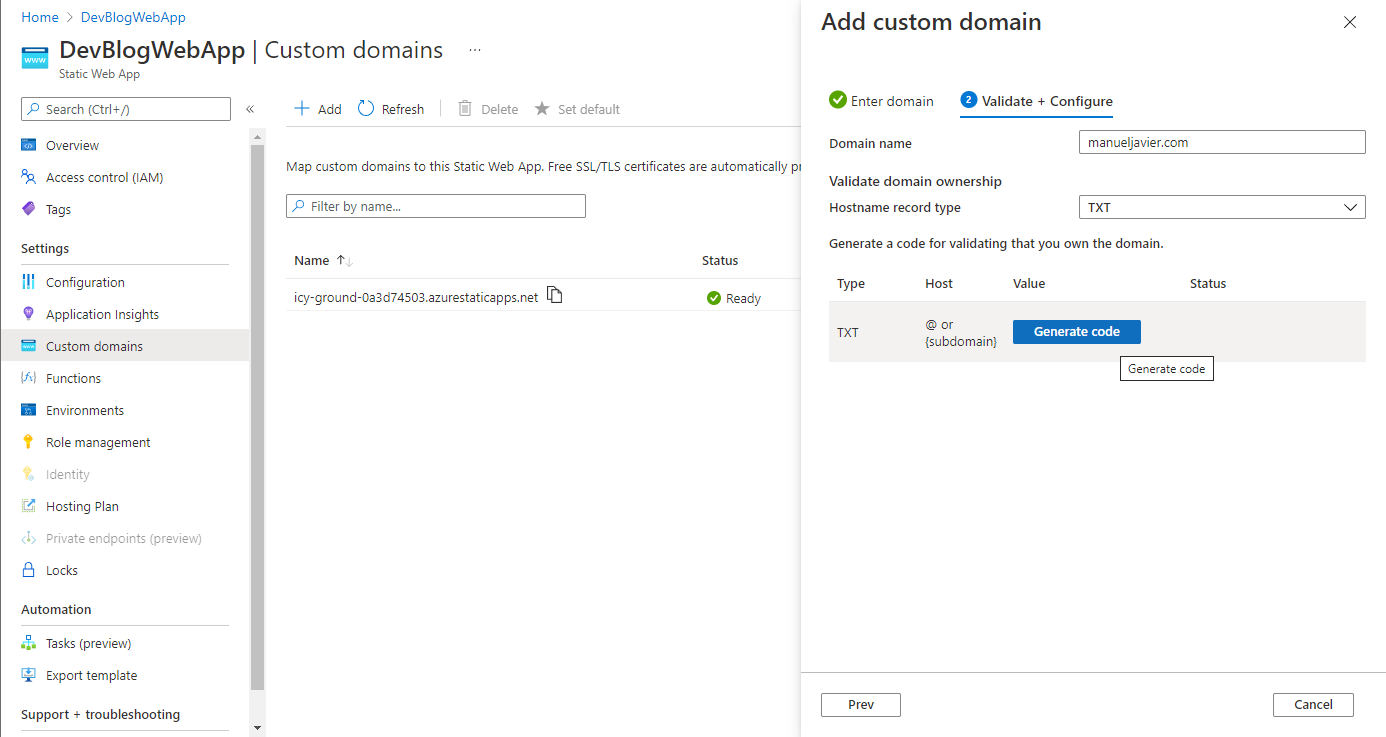 Home > DevBlogWebApp
DevBlogWebApp | Custom domains ...
Static Web App
Search (Ctrl+/)
«
Overview
Access control (IAM)
Tags
Settings
Configuration
Application Insights
Custom domains
Functions
Environments
Role management
Identity
Hosting Plan
Private endpoints (preview)
Locks
Automation
Tasks (preview)
Export template
Support + troubleshooting
Add Refresh Delete Set default
Map custom domains to this Static Web App. Free SSL/TLS certificates are automatically pr
Filter by name...
Name Status
icy-ground-0a3d74503.azurestaticapps.net Ready
Add custom domain
Enter domain 2 Validate + Configure
Domain name manueljavier.com
Validate domain ownership
Hostname record type TXT
Generate a code for validating that you own the domain.
Type Host Value Status
TXT @ or {subdomain} Generate code
Generate code
Prev Cancel